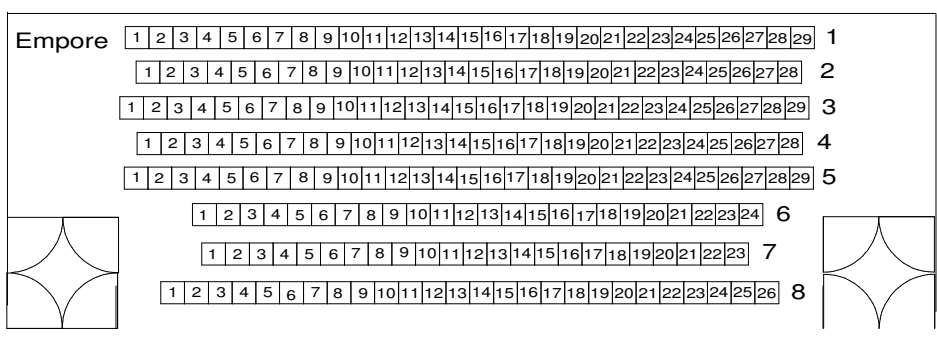 Empore 1 2 3 4 5 6 7 8 9 10 11 12 13 14 15 16 17 18 19 20 21 22 23 24 25 26 27 28 29 1
1 2 3 4 5 6 7 8 9 10 11 12 13 14 15 16 17 18 19 20 21 22 23 24 25 26 27 28 2
1 2 3 4 5 6 7 8 9 10 11 12 13 14 15 16 17 18 19 20 21 22 23 24 25 26 27 28 29 3
1 2 3 4 5 6 7 8 9 10 11 12 13 14 15 16 17 18 19 20 21 22 23 24 25 26 27 28 4
1 2 3 4 5 6 7 8 9 10 11 12 13 14 15 16 17 18 19 20 21 22 23 24 25 26 27 28 29 5
1 2 3 4 5 6 7 8 9 10 11 12 13 14 15 16 17 18 19 20 21 22 23 24 6
1 2 3 4 5 6 7 8 9 10 11 12 13 14 15 16 17 18 19 20 21 22 23 7
1 2 3 4 5 6 7 8 9 10 11 12 13 14 15 16 17 18 19 20 21 22 23 24 25 26 8